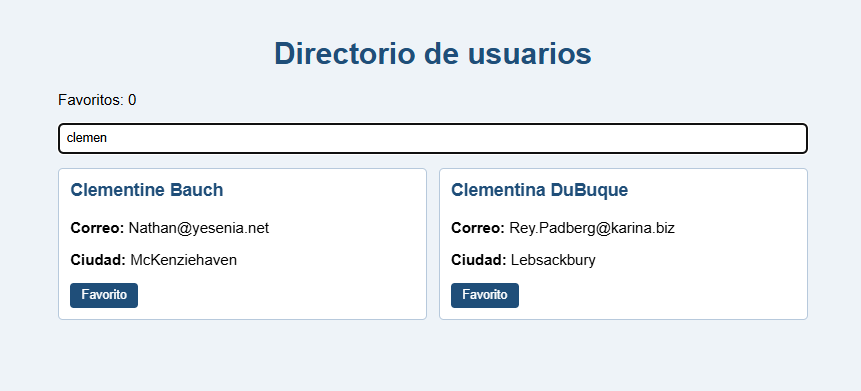 Directorio de usuarios
Favoritos: 0
clemen
Clementine Bauch
Correo: Nathan@yesenia.net
Ciudad: McKenziehaven
Favorito
Clementina DuBuque
Correo: Rey.Padberg@karina.biz
Ciudad: Lebsackbury
Favorito